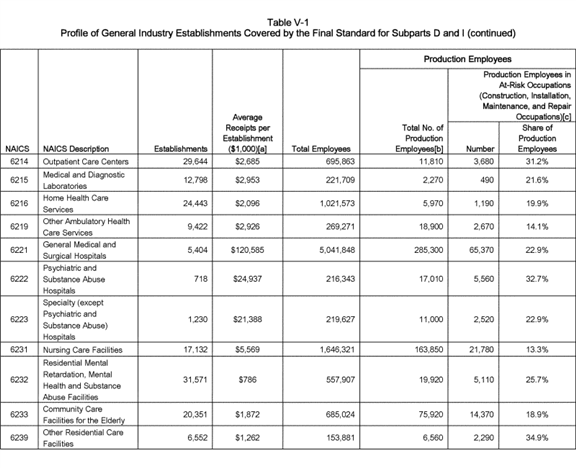 Table V-1
Profile of General Industry Establishments Covered by the Final Standard for Subparts D and I (continued)
Production Employees
Production Employees in
At-Risk Occupations
(Construction, Installation,
Maintenance, and Repair
Occupations)[c]
NAICS NAICS Description Establishments Average Receipts per Establishment ($1,000)[a] Total Employees Total No. of Production Employees[b] Number Share of Production Employees
6214 Outpatient Care Centers 29,644 $2,685 695,863 11,810 3,680 31.2%
6215 Medical and Diagnostic
Laboratories 12,798 $2,953 221,709 2,270 490 21.6%
6216 Home Health Care
Services 24,443 $2,096 1,021,573 5,970 1,190 19.9%
6219 Other Ambulatory Health
Care Services 9,422 $2,926 269,271 18,900 2,670 14.1%
6221 General Medical and
Surgical Hospitals 5,404 $120,585 5,041,848 285,300 65,370 22.9%
6222 Psychiatric and
Substance Abuse
Hospitals 718 $24,937 216,343 17,010 5,560 32.7%
6223 Specialty (except
Psychiatric and
Substance Abuse)
Hospitals 1,230 $21,388 219,627 11,000 2,520 22.9%
6231 Nursing Care Facilities 17,132 $5,569 1,646,321 163,850 21,780 13.3%
6232 Residential Mental
Retardation, Mental
Health and Substance
Abuse Facilities 31,571 $786 557,907 19,920 5,110 25.7%
6233 Community Care
Facilities for the Elderly 20,351 $1,872 685,024 75,920 14,370 18.9%
6239 Other Residential Care
Facilities 6,552 $1,262 153,881 6,560 2,290 34.9%